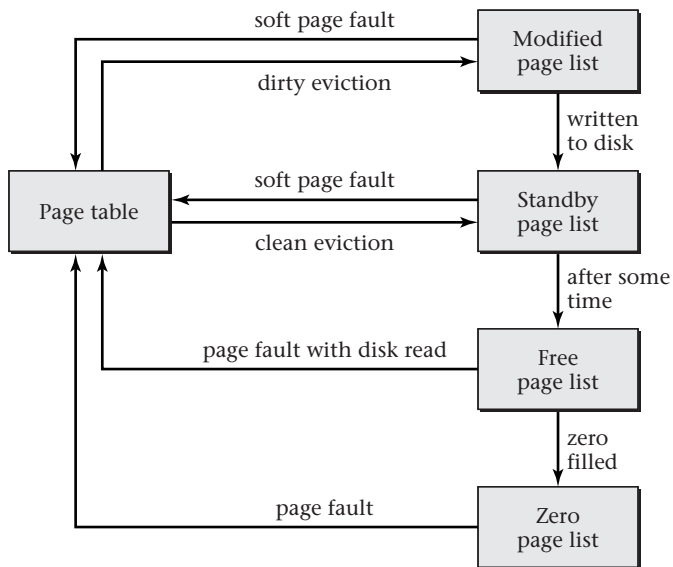 soft page fault
Modified
page list
dirty eviction
written
to disk
Page table
soft page fault
Standby
page list
clean eviction
after some
time
page fault with disk read
Free
page list
zero
filled
page fault
Zero
page list